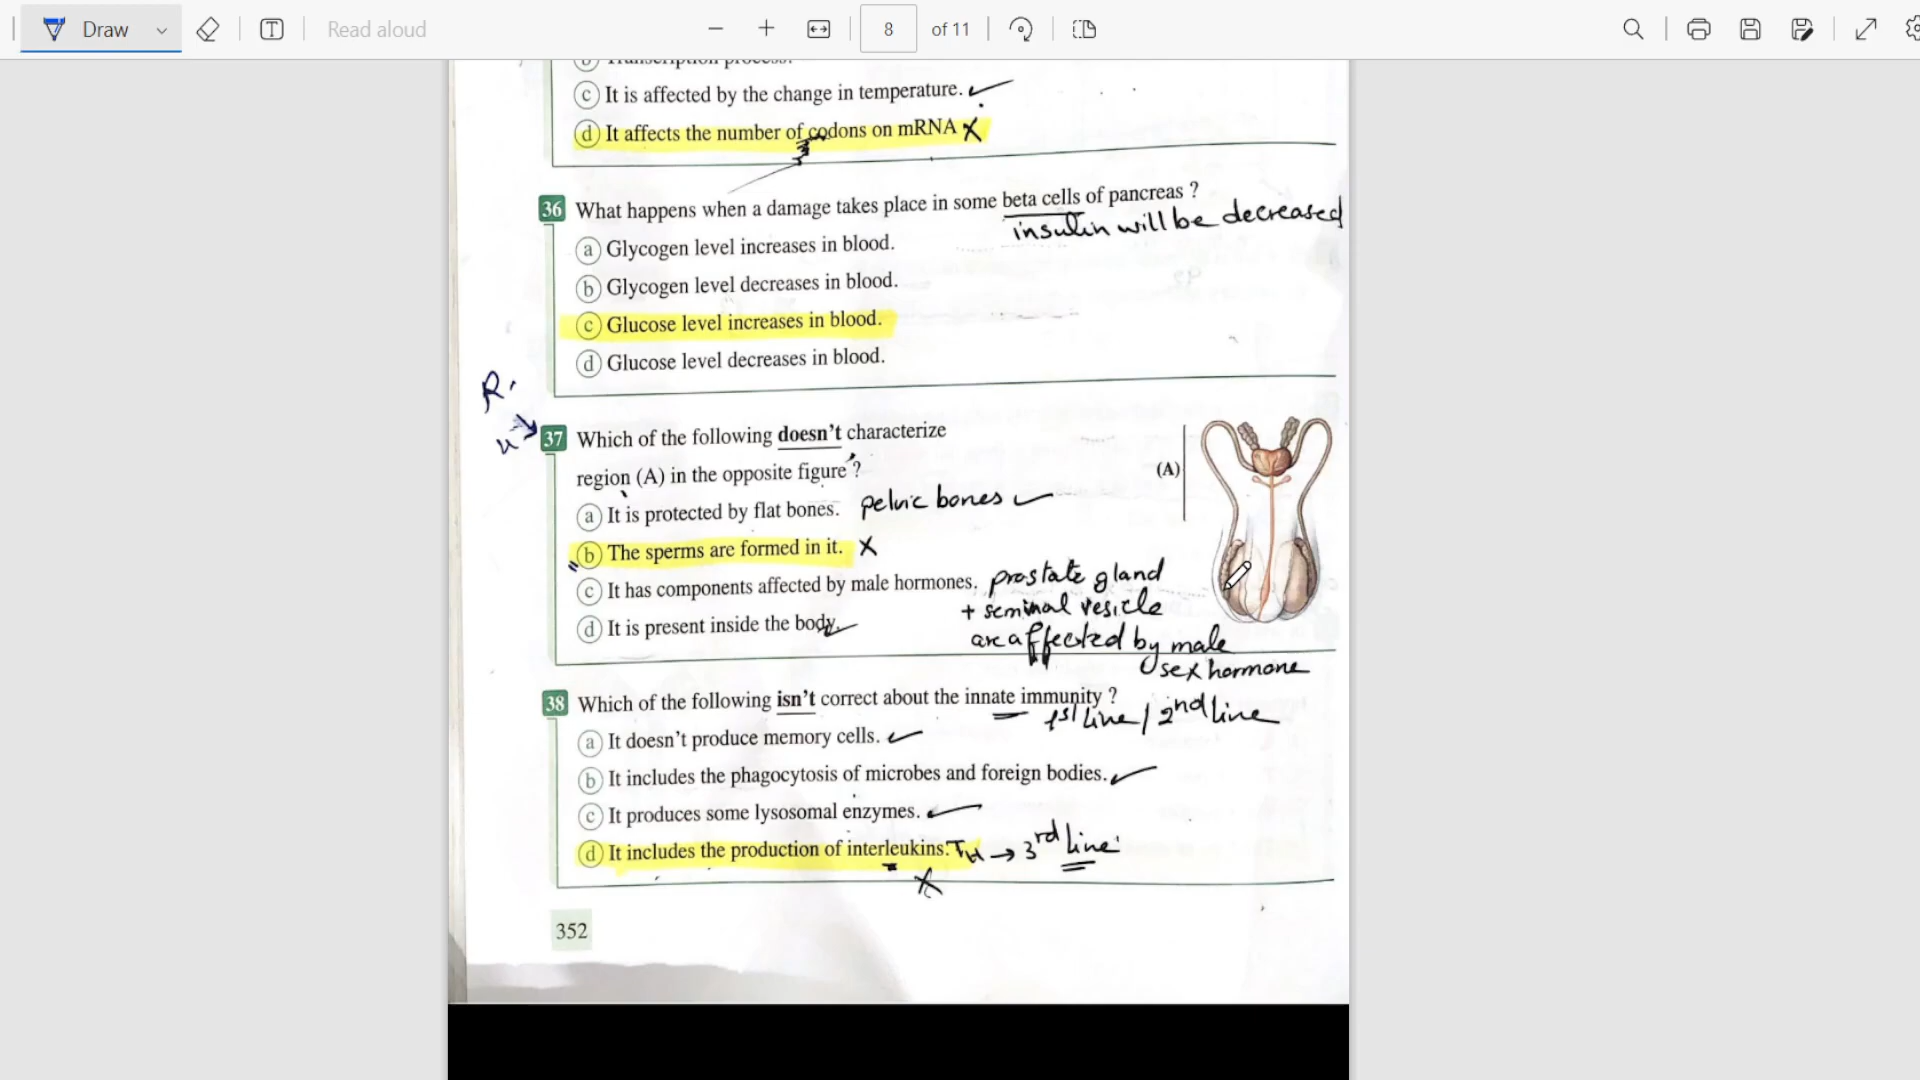 Draw
Read aloud
8
of 11
b Transcription process.
c It is affected by the change in temperature.
d It affects the number of codons on mRNA X
36 What happens when a damage takes place in some beta cells of pancreas ?
insulin will be decreased
a Glycogen level increases in blood.
b Glycogen level decreases in blood.
c Glucose level increases in blood.
d Glucose level decreases in blood.
R.
37 Which of the following doesn't characterize
region (A) in the opposite figure ?
(A)
a It is protected by flat bones. pelvic bones
b The sperms are formed in it. X
c It has components affected by male hormones. prostate gland
+ seminal vesicle
d It is present inside the body.
are affected by male
sex hormone
38 Which of the following isn't correct about the innate immunity ?
1st line / 2nd line
a It doesn't produce memory cells.
b It includes the phagocytosis of microbes and foreign bodies.
c It produces some lysosomal enzymes.
d It includes the production of interleukins. TH → 3rd line
X
352